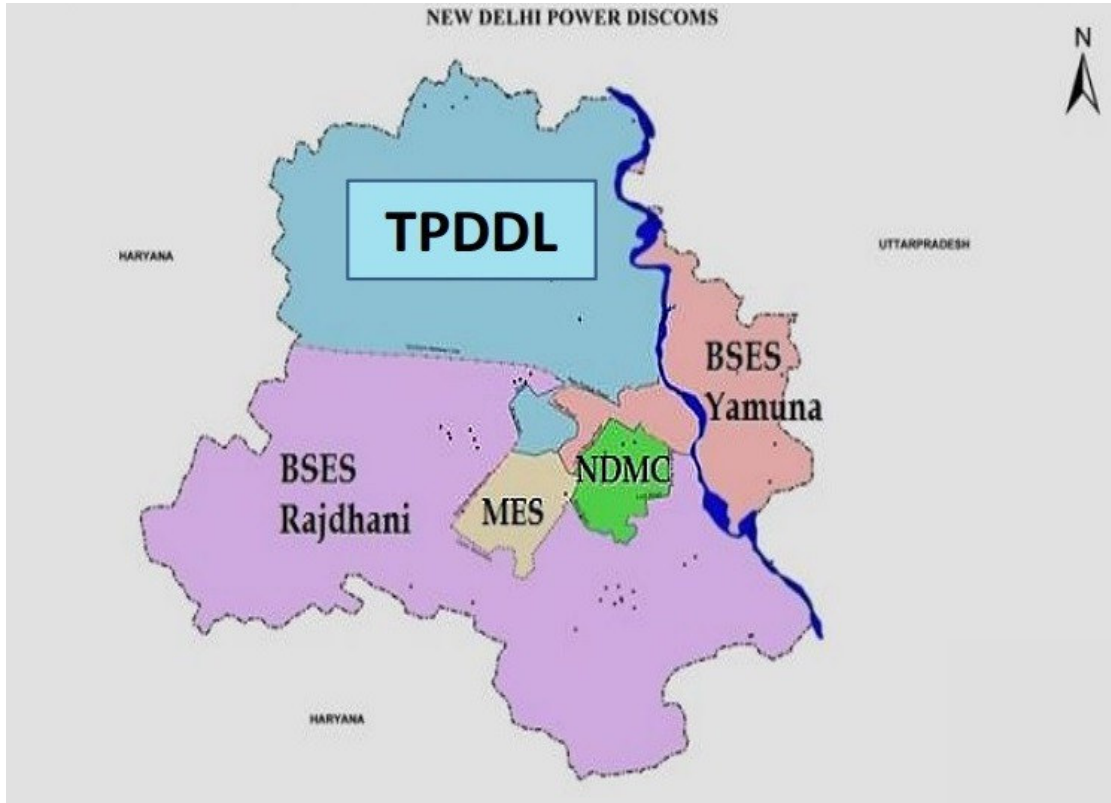 NEW DELHI POWER DISCOMS
N
TPDDL
HARYANA
UTTARPRADESH
BSES
Yamuna
BSES
Rajdhani
NDMC
MES
HARYANA